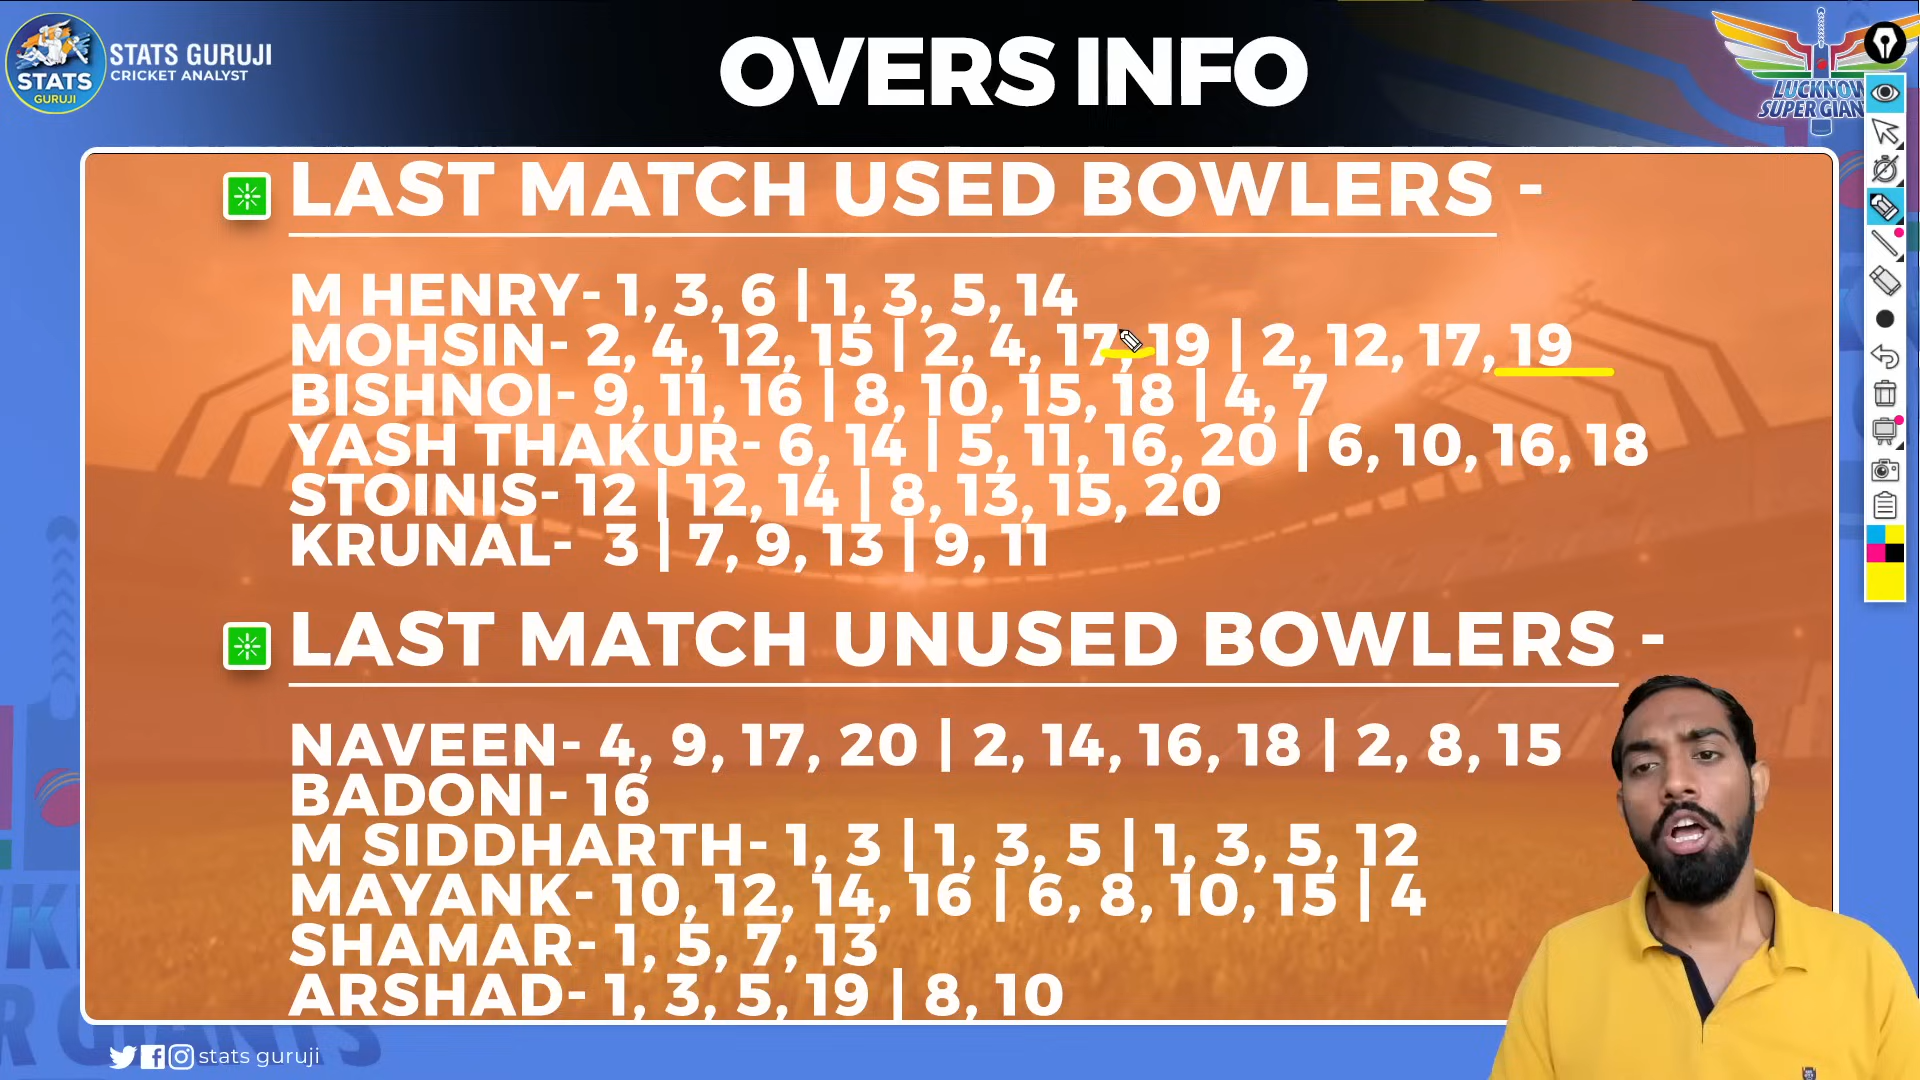 STATS GURUJI
CRICKET ANALYST
STATS
GURUJI
OVERS INFO
LUCKNOW
SUPER GIAN
LAST MATCH USED BOWLERS -
M HENRY- 1, 3, 6 | 1, 3, 5, 14
MOHSIN- 2, 4, 12, 15 | 2, 4, 17, 19 | 2, 12, 17, 19
BISHNOI- 9, 11, 16 | 8, 10, 15, 18 | 4, 7
YASH THAKUR- 6, 14 | 5, 11, 16, 20 | 6, 10, 16, 18
STOINIS- 12 | 12, 14 | 8, 13, 15, 20
KRUNAL- 3 | 7, 9, 13 | 9, 11
LAST MATCH UNUSED BOWLERS -
NAVEEN- 4, 9, 17, 20 | 2, 14, 16, 18 | 2, 8, 15
BADONI- 16
M SIDDHARTH- 1, 3 | 1, 3, 5 | 1, 3, 5, 12
MAYANK- 10, 12, 14, 16 | 6, 8, 10, 15 | 4
SHAMAR- 1, 5, 7, 13
ARSHAD- 1, 3, 5, 19 | 8, 10
stats guruji